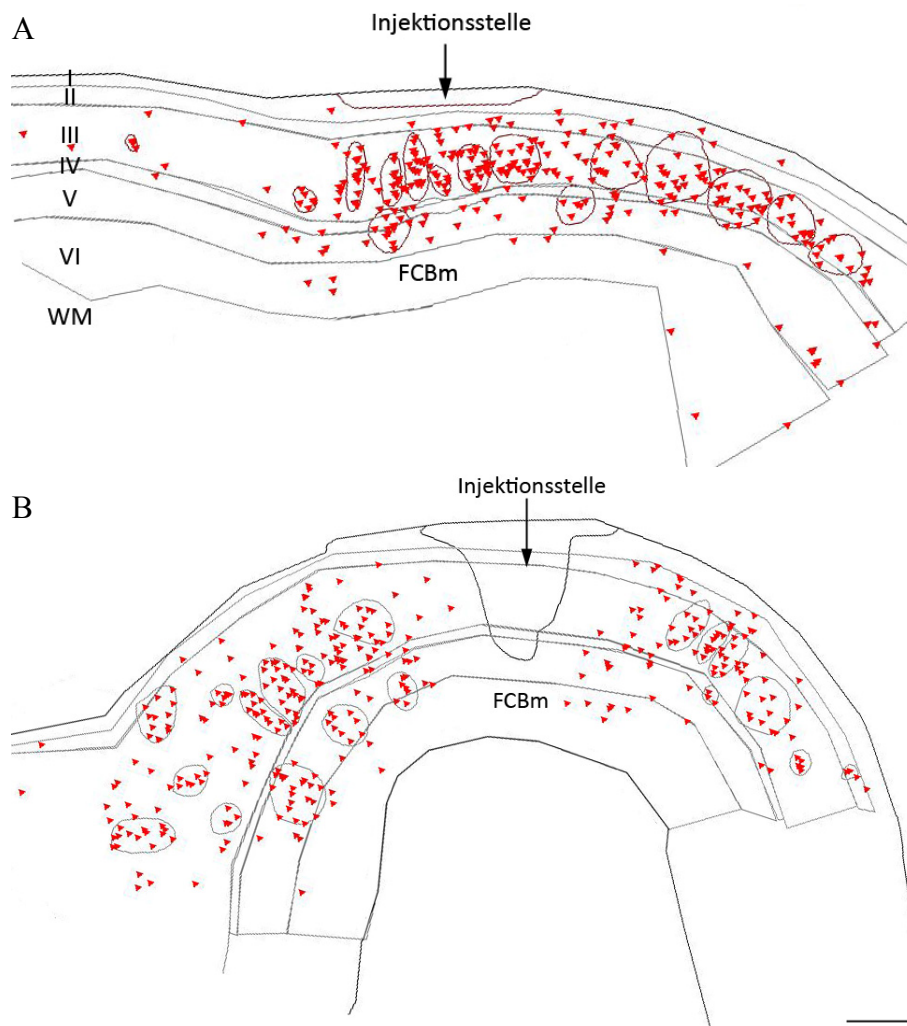 A
Injektionsstelle
I
II
III
IV
V
VI
WM
FCBm
B
Injektionsstelle
FCBm